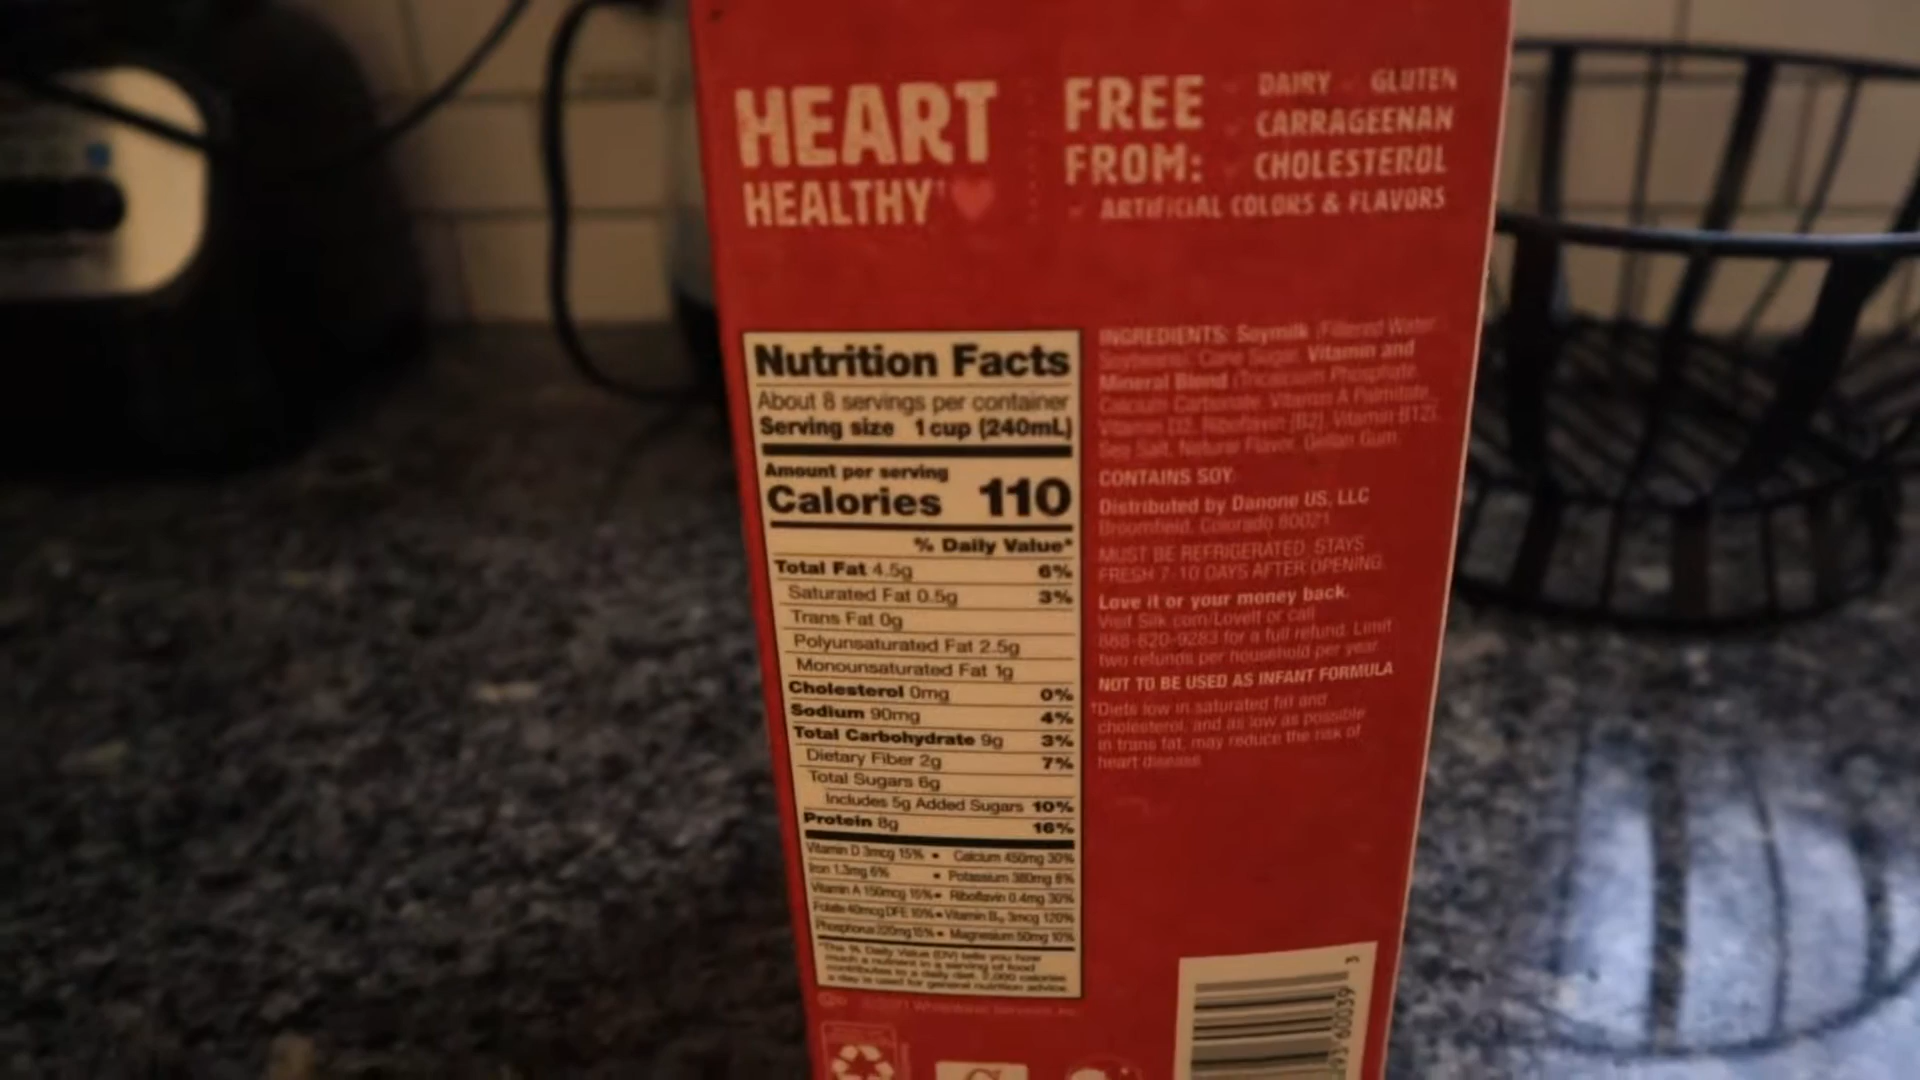 HEART
HEALTHY†
FREE
FROM:
DAIRY GLUTEN
CARRAGEENAN
CHOLESTEROL
ARTIFICIAL COLORS & FLAVORS
Nutrition Facts
About 8 servings per container
Serving size 1 cup (240mL)
Amount per serving
Calories 110
% Daily Value*
Total Fat 4.5g 6%
Saturated Fat 0.5g 3%
Trans Fat 0g
Polyunsaturated Fat 2.5g
Monounsaturated Fat 1g
Cholesterol 0mg 0%
Sodium 90mg 4%
Total Carbohydrate 9g 3%
Dietary Fiber 2g 7%
Total Sugars 6g
Includes 5g Added Sugars 10%
Protein 8g 16%
Vitamin D 3mcg 15% • Calcium 450mg 30%
Iron 1.3mg 6% • Potassium 380mg 8%
Vitamin A 150mcg 15% • Riboflavin 0.4mg 30%
Folate 40mcg DFE 10% • Vitamin B₁₂ 3mcg 120%
Phosphorus 220mg 15% • Magnesium 50mg 10%
*The % Daily Value (DV) tells you how
much a nutrient in a serving of food
contributes to a daily diet. 2,000 calories
a day is used for general nutrition advice.
INGREDIENTS: Soymilk (Filtered Water,
Soybeans), Cane Sugar, Vitamin and
Mineral Blend (Tricalcium Phosphate,
Calcium Carbonate, Vitamin A Palmitate,
Vitamin D2, Riboflavin [B2], Vitamin B12),
Sea Salt, Natural Flavor, Gellan Gum.
CONTAINS SOY.
Distributed by Danone US, LLC
Broomfield, Colorado 80021
MUST BE REFRIGERATED. STAYS
FRESH 7-10 DAYS AFTER OPENING.
Love it or your money back.
Visit Silk.com/LoveIt or call
888-820-9283 for a full refund. Limit
two refunds per household per year.
NOT TO BE USED AS INFANT FORMULA
†Diets low in saturated fat and
cholesterol, and as low as possible
in trans fat, may reduce the risk of
heart disease.
93 60039 3